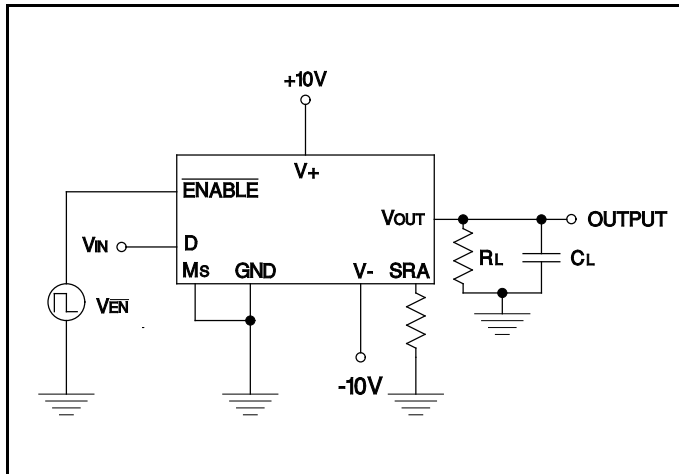 +10V
V+
ENABLE
VOUT
OUTPUT
VIN
D
RL
CL
MS GND V- SRA
VEN
-10V